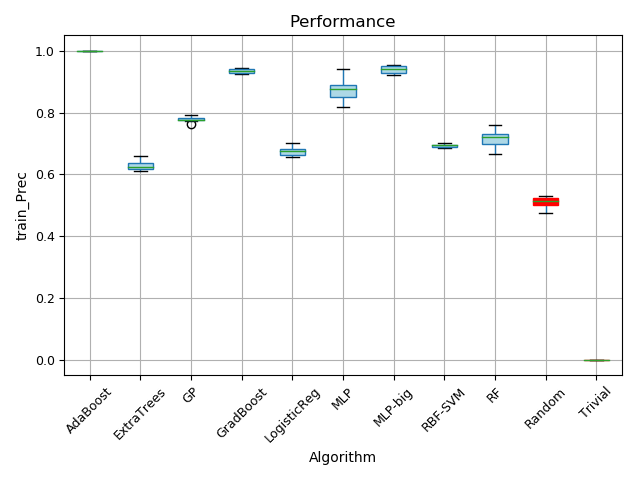 Performance
train_Prec
1.0
0.8
0.6
0.4
0.2
0.0
AdaBoost
ExtraTrees
GP
GradBoost
LogisticReg
MLP
MLP-big
RBF-SVM
RF
Random
Trivial
Algorithm